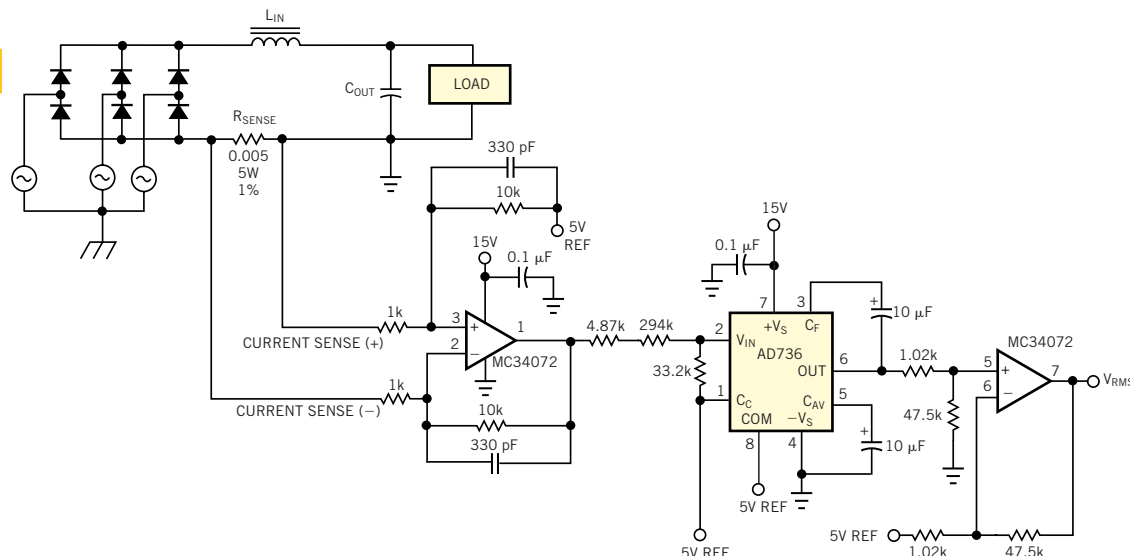 L_IN
C_OUT
LOAD
R_SENSE
0.005
5W
1%
330 pF
10k
5V
REF
15V
0.1 μF
1k
3
+
1
CURRENT SENSE (+)
2
−
MC34072
1k
CURRENT SENSE (−)
10k
330 pF
4.87k
294k
33.2k
15V
0.1 μF
7
3
+
10 μF
+V_S
C_F
2
V_IN
AD736
6
OUT
1
C_C
C_AV
5
COM
−V_S
8
4
+
10 μF
5V REF
5V REF
1.02k
47.5k
MC34072
5
+
6
−
7
V_RMS
5V REF
1.02k
47.5k